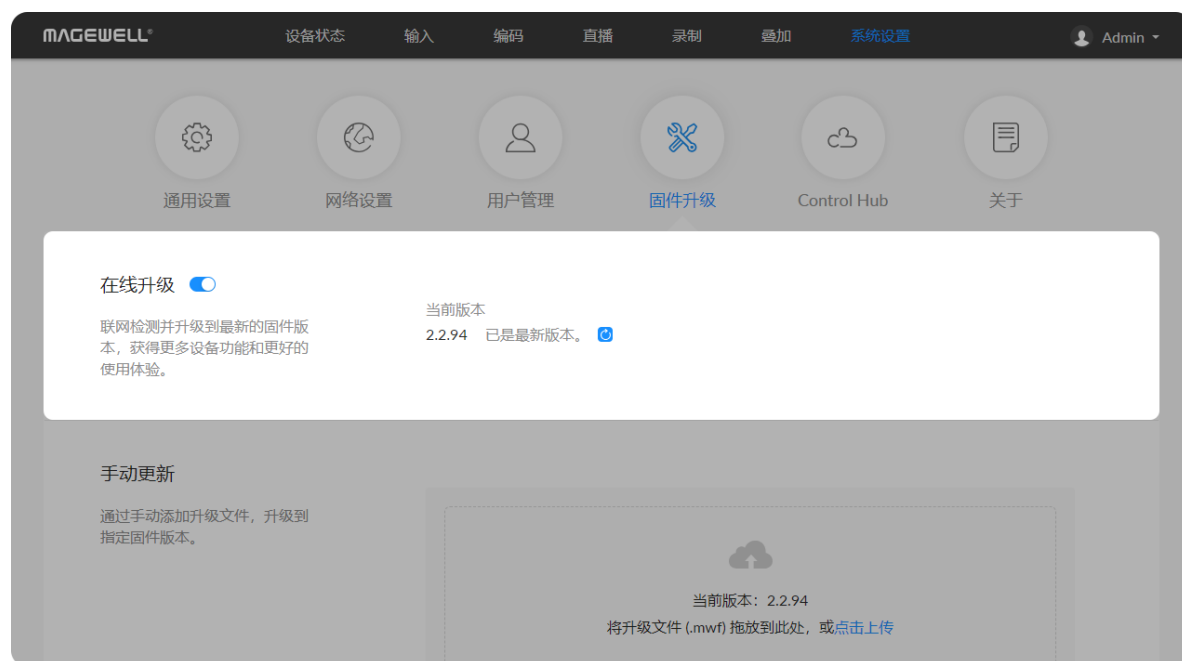 MAGEWELL®
设备状态 输入 编码 直播 录制 叠加 系统设置 Admin
通用设置 网络设置 用户管理 固件升级 Control Hub 关于
在线升级
联网检测并升级到最新的固件版
本，获得更多设备功能和更好的
使用体验。
当前版本
2.2.94 已是最新版本。
手动更新
通过手动添加升级文件，升级到
指定固件版本。
当前版本：2.2.94
将升级文件 (.mwf) 拖放到此处，或点击上传